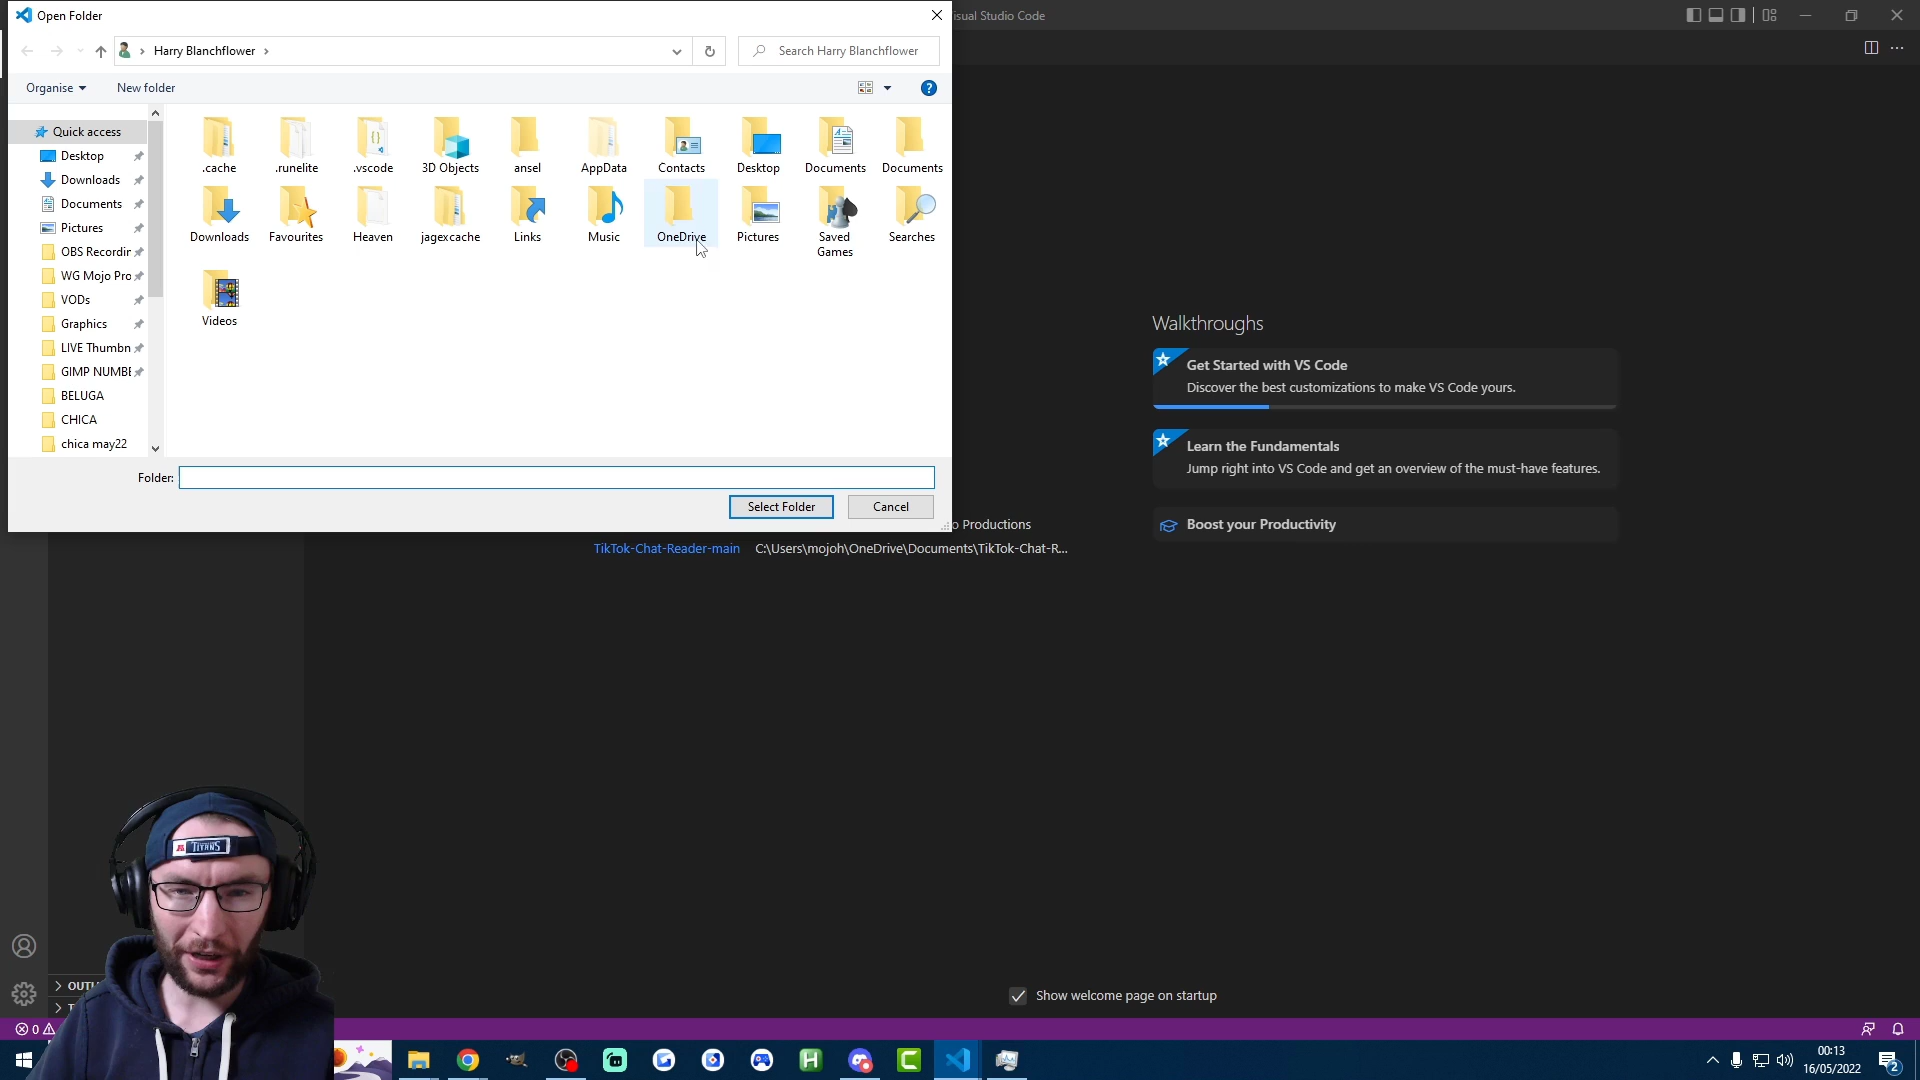 Open Folder
isual Studio Code
Harry Blanchflower
Search Harry Blanchflower
Organise
New folder
Quick access
Desktop
Downloads
Documents
Pictures
OBS Recordin
WG Mojo Pro
VODs
Graphics
LIVE Thumbn
GIMP NUMBE
BELUGA
CHICA
chica may22
.cache
.runelite
.vscode
3D Objects
ansel
AppData
Contacts
Desktop
Documents
Documents
Downloads
Favourites
Heaven
jagexcache
Links
Music
OneDrive
Pictures
Saved
Games
Searches
Videos
Folder:
Select Folder
Cancel
o Productions
TikTok-Chat-Reader-main C:\Users\mojoh\OneDrive\Documents\TikTok-Chat-R...
Walkthroughs
Get Started with VS Code
Discover the best customizations to make VS Code yours.
Learn the Fundamentals
Jump right into VS Code and get an overview of the must-have features.
Boost your Productivity
Show welcome page on startup
TITANS
OUTL
T
0
00:13
16/05/2022
2